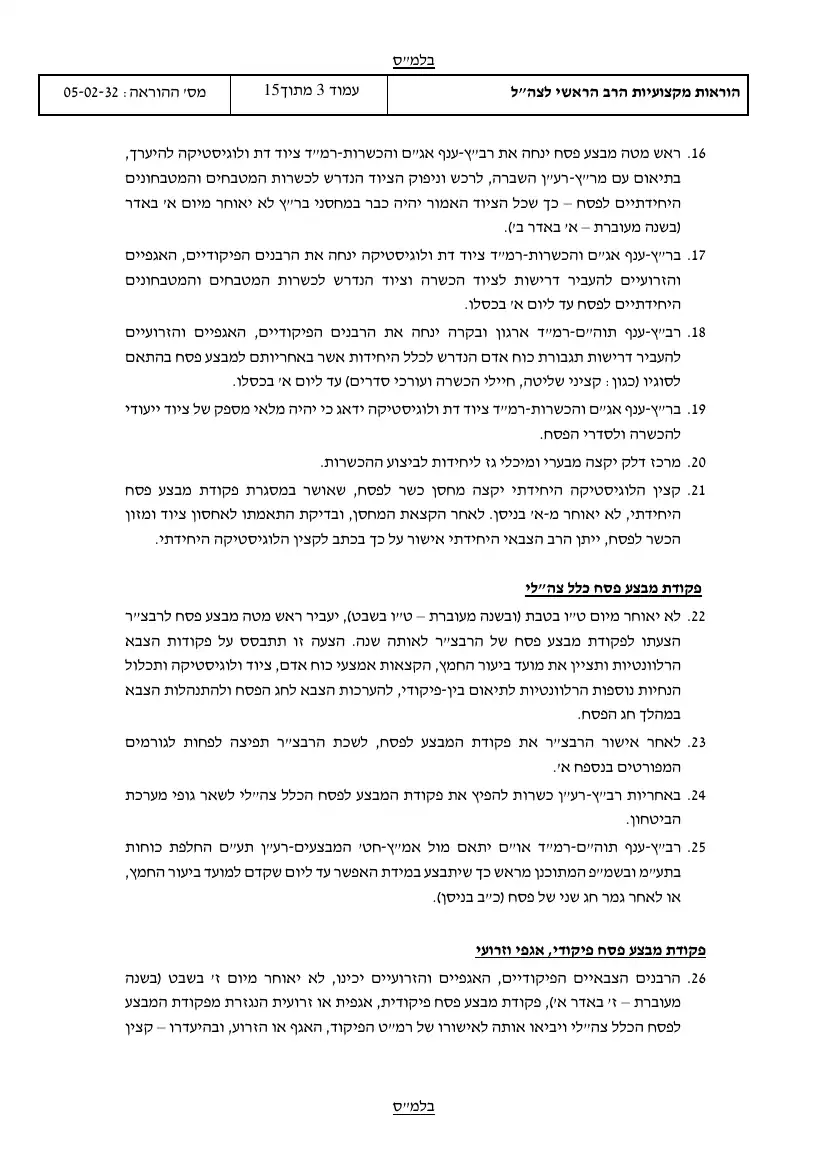 בלמ״ס
הוראות מקצועיות הרב הראשי לצה״ל
עמוד 3 מתוך15
מס׳ ההוראה: 05-02-32
16. ראש מטה מבצע פסח ינחה את רב״ץ-ענף אג״ם והכשרות-רמ״ד ציוד דת ולוגיסטיקה להיערך,
בתיאום עם מר״ץ-רע״ן השברה, לרכש וניפוק הציוד הנדרש לכשרות המטבחים והמטבחונים
היחידתיים לפסח – כך שכל הציוד האמור יהיה כבר במחסני בר״ץ לא יאוחר מיום א׳ באדר
(בשנה מעוברת – א׳ באדר ב׳).
17. בר״ץ-ענף אג״ם והכשרות-רמ״ד ציוד דת ולוגיסטיקה ינחה את הרבנים הפיקודיים, האגפיים
והזרועיים להעביר דרישות לציוד הכשרה וציוד הנדרש לכשרות המטבחים והמטבחונים
היחידתיים לפסח עד ליום א׳ בכסלו.
18. רב״ץ-ענף תוה״ם-רמ״ד ארגון ובקרה ינחה את הרבנים הפיקודיים, האגפיים והזרועיים
להעביר דרישות תגבורת כוח אדם הנדרש לכלל היחידות אשר באחריותם למבצע פסח בהתאם
לסוגיו (כגון: קציני שליטה, חיילי הכשרה ועורכי סדרים) עד ליום א׳ בכסלו.
19. בר״ץ-ענף אג״ם והכשרות-רמ״ד ציוד דת ולוגיסטיקה ידאג כי יהיה מלאי מספק של ציוד ייעודי
להכשרה ולסדרי הפסח.
20. מרכז דלק יקצה מבערי ומיכלי גז ליחידות לביצוע ההכשרות.
21. קצין הלוגיסטיקה היחידתי יקצה מחסן כשר לפסח, שאושר במסגרת פקודת מבצע פסח
היחידתי, לא יאוחר מ-א׳ בניסן. לאחר הקצאת המחסן, ובדיקת התאמתו לאחסון ציוד ומזון
הכשר לפסח, ייתן הרב הצבאי היחידתי אישור על כך בכתב לקצין הלוגיסטיקה היחידתי.
פקודת מבצע פסח כלל צה״לי
22. לא יאוחר מיום ט״ו בטבת (ובשנה מעוברת – ט״ו בשבט), יעביר ראש מטה מבצע פסח לרבצ״ר
הצעתו לפקודת מבצע פסח של הרבצ״ר לאותה שנה. הצעה זו תתבסס על פקודות הצבא
הרלוונטיות ותציין את מועד ביעור החמץ, הקצאות אמצעי כוח אדם, ציוד ולוגיסטיקה ותכלול
הנחיות נוספות הרלוונטיות לתיאום בין-פיקודי, להערכות הצבא לחג הפסח ולהתנהלות הצבא
במהלך חג הפסח.
23. לאחר אישור הרבצ״ר את פקודת המבצע לפסח, לשכת הרבצ״ר תפיצה לפחות לגורמים
המפורטים בנספח א׳.
24. באחריות רב״ץ-רע״ן כשרות להפיץ את פקודת המבצע לפסח הכלל צה״לי לשאר גופי מערכת
הביטחון.
25. רב״ץ-ענף תוה״ם-רמ״ד או״ם יתאם מול אמ״ץ-חט׳ המבצעים-רע״ן תע״ם החלפת כוחות
בתע״מ ובשמ״פ המתוכנן מראש כך שיתבצע במידת האפשר עד ליום שקדם למועד ביעור החמץ,
או לאחר גמר חג שני של פסח (כ״ב בניסן).
פקודת מבצע פסח פיקודי, אגפי וזרועי
26. הרבנים הצבאיים הפיקודיים, האגפיים והזרועיים יכינו, לא יאוחר מיום ז׳ בשבט (בשנה
מעוברת – ז׳ באדר א׳), פקודת מבצע פסח פיקודית, אגפית או זרועית הנגזרת מפקודת המבצע
לפסח הכלל צה״לי ויביאו אותה לאישורו של רמ״ט הפיקוד, האגף או הזרוע, ובהיעדרו – קצין
בלמ״ס